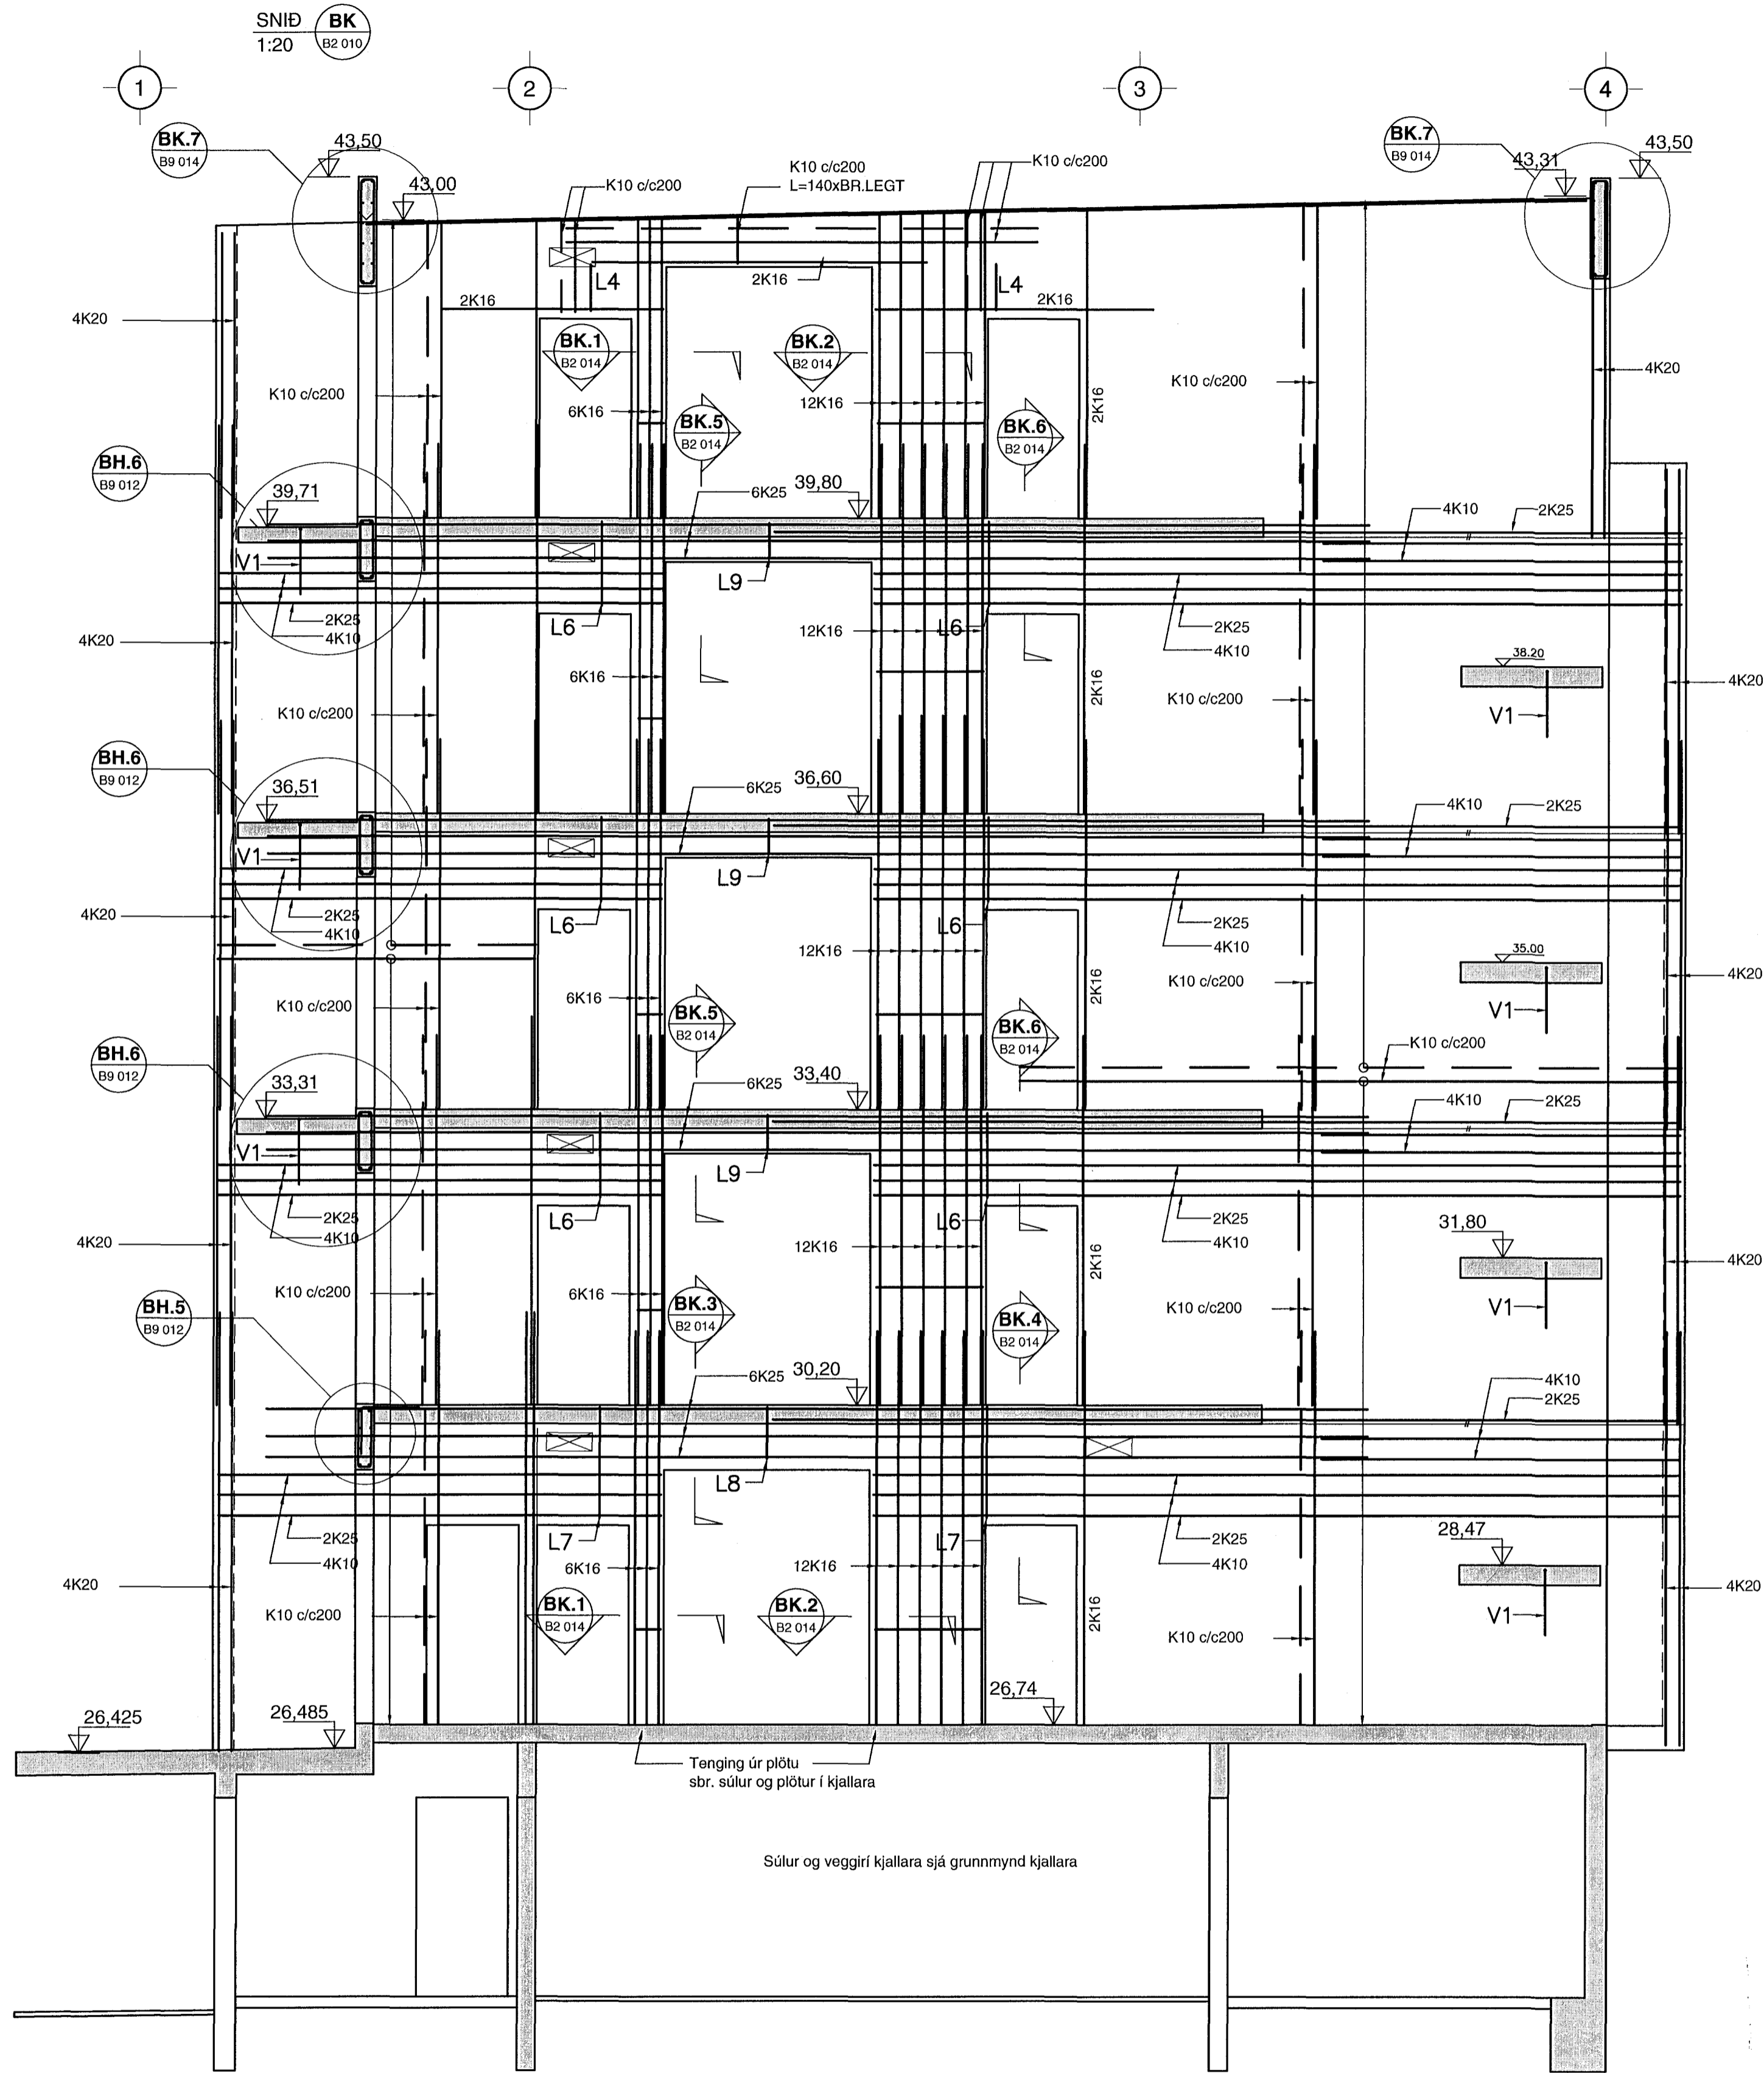 SNIÐ BK
1:20 B2 010
1 2 3 4
BK.7
B9 014
43,50
43,00
K10 c/c200
K10 c/c200
L=140xBR.LEGT
K10 c/c200
BK.7
B9 014
43,31
43,50
4K20
2K16
L4
2K16
L4
2K16
BK.1
B2 014
BK.2
B2 014
4K20
K10 c/c200
6K16
12K16
2K16
K10 c/c200
BK.5
B2 014
BK.6
B2 014
BH.6
B9 012
39,71
6K25
39,80
4K10
2K25
V1
L9
2K25
4K10
L6
12K16
L6
2K25
4K10
4K20
38.20
6K16
2K16
4K20
K10 c/c200
K10 c/c200
V1
BH.6
B9 012
36,51
6K25
36,60
4K10
2K25
V1
L9
4K20
2K25
4K10
L6
12K16
L6
2K25
4K10
35.00
K10 c/c200
6K16
2K16
K10 c/c200
4K20
BK.5
B2 014
BK.6
B2 014
V1
K10 c/c200
BH.6
B9 012
33,31
6K25
33,40
4K10
2K25
V1
L9
2K25
4K10
L6
12K16
L6
2K25
4K10
31,80
4K20
2K16
4K20
K10 c/c200
6K16
K10 c/c200
V1
BH.5
B9 012
BK.3
B2 014
BK.4
B2 014
6K25
30,20
4K10
2K25
L8
2K25
4K10
L7
L7
2K25
4K10
28,47
4K20
6K16
12K16
4K20
K10 c/c200
BK.1
B2 014
BK.2
B2 014
2K16
K10 c/c200
V1
26,425
26,485
26,74
Tenging úr plötu
sbr. súlur og plötur í kjallara
Súlur og veggirí kjallara sjá grunnmynd kjallara